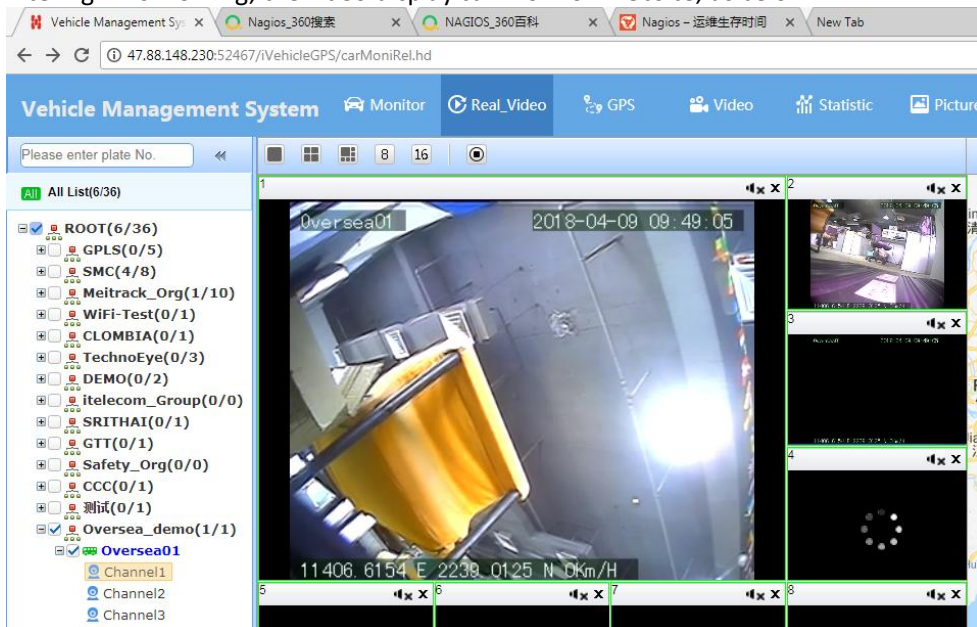 Vehicle Management Sys
Nagios_360搜索
NAGIOS_360百科
Nagios – 运维生存时间
New Tab
47.88.148.230:52467/iVehicleGPS/carMoniRel.hd
Vehicle Management System
Monitor
Real_Video
GPS
Video
Statistic
Picture
Please enter plate No.
8
16
All
All List(6/36)
ROOT(6/36)
GPLS(0/5)
SMC(4/8)
Meitrack_Org(1/10)
WiFi-Test(0/1)
CLOMBIA(0/1)
TechnoEye(0/3)
DEMO(0/2)
itelecom_Group(0/0)
SRITHAI(0/1)
GTT(0/1)
Safety_Org(0/0)
CCC(0/1)
测试(0/1)
Oversea_demo(1/1)
Oversea01
Channel1
Channel2
Channel3
1
Oversea01
2018-04-09 09:49:05
11406.6154 E 2239.0125 N 0Km/H
2
3
4
5
6
7
8